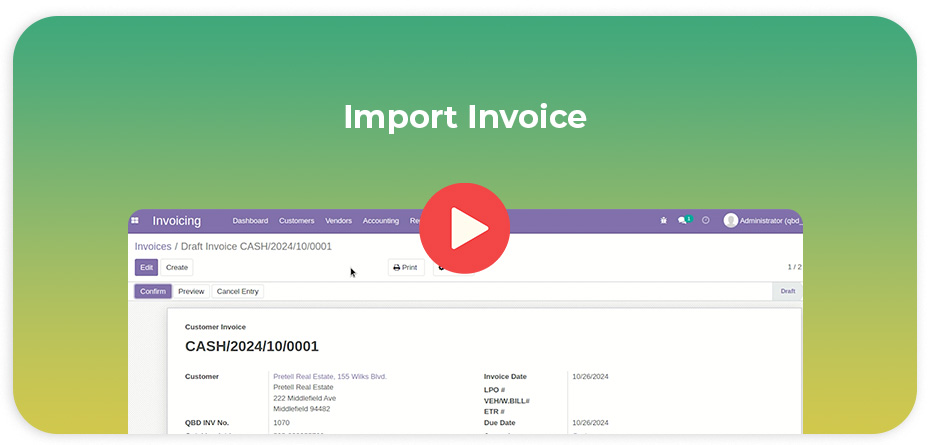 Import Invoice
Invoicing Dashboard Customers Vendors Accounting 1 Administrator (qbd_
Invoices / Draft Invoice CASH/2024/10/0001
Edit Create Print 1 / 2
Confirm Preview Cancel Entry Draft
Customer Invoice
CASH/2024/10/0001
Customer Pretell Real Estate, 155 Wilks Blvd. Invoice Date 10/26/2024
Pretell Real Estate LPO #
222 Middlefield Ave VEH/W.BILL#
Middlefield 94482 ETR #
QBD INV No. 1070 Due Date 10/26/2024